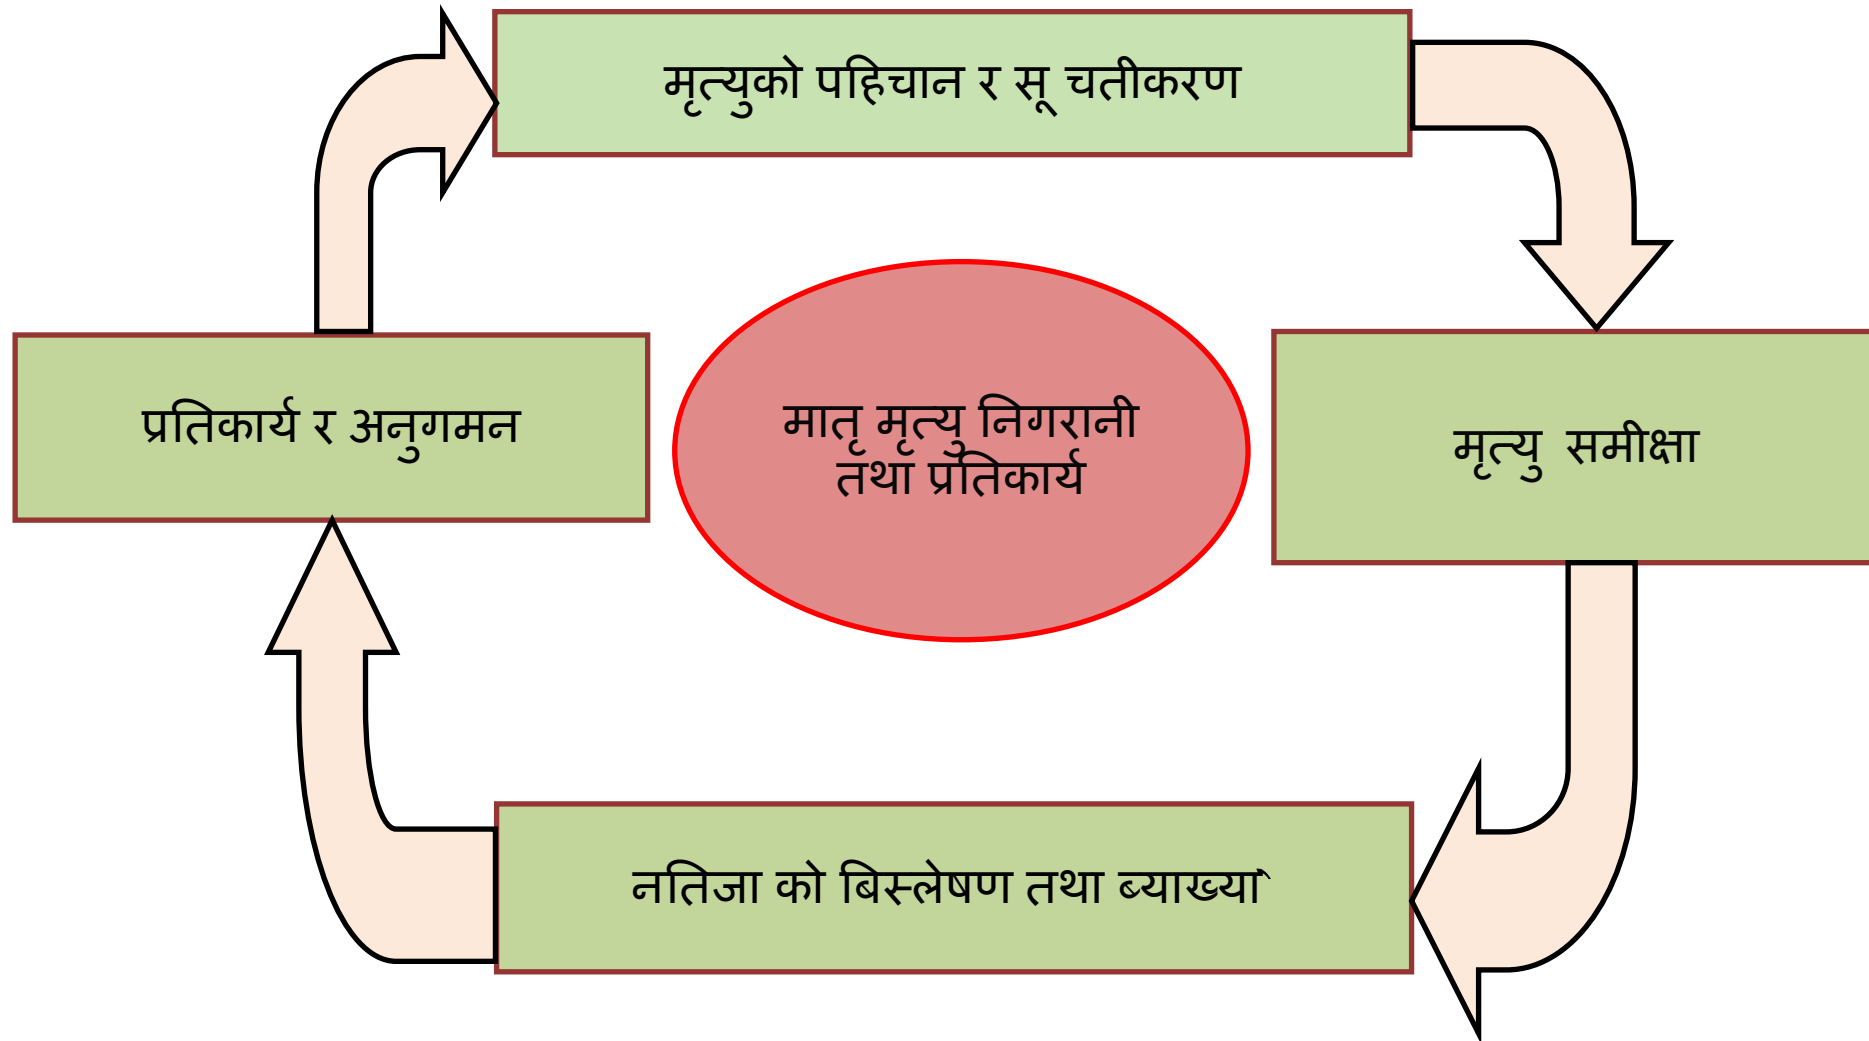 मृत्युको पहिचान र सू चतीकरण
प्रतिकार्य र अनुगमन
मातृ मृत्यु निगरानी
तथा प्रतिकार्य
मृत्यु समीक्षा
नतिजा को बिस्लेषण तथा ब्याख्या`